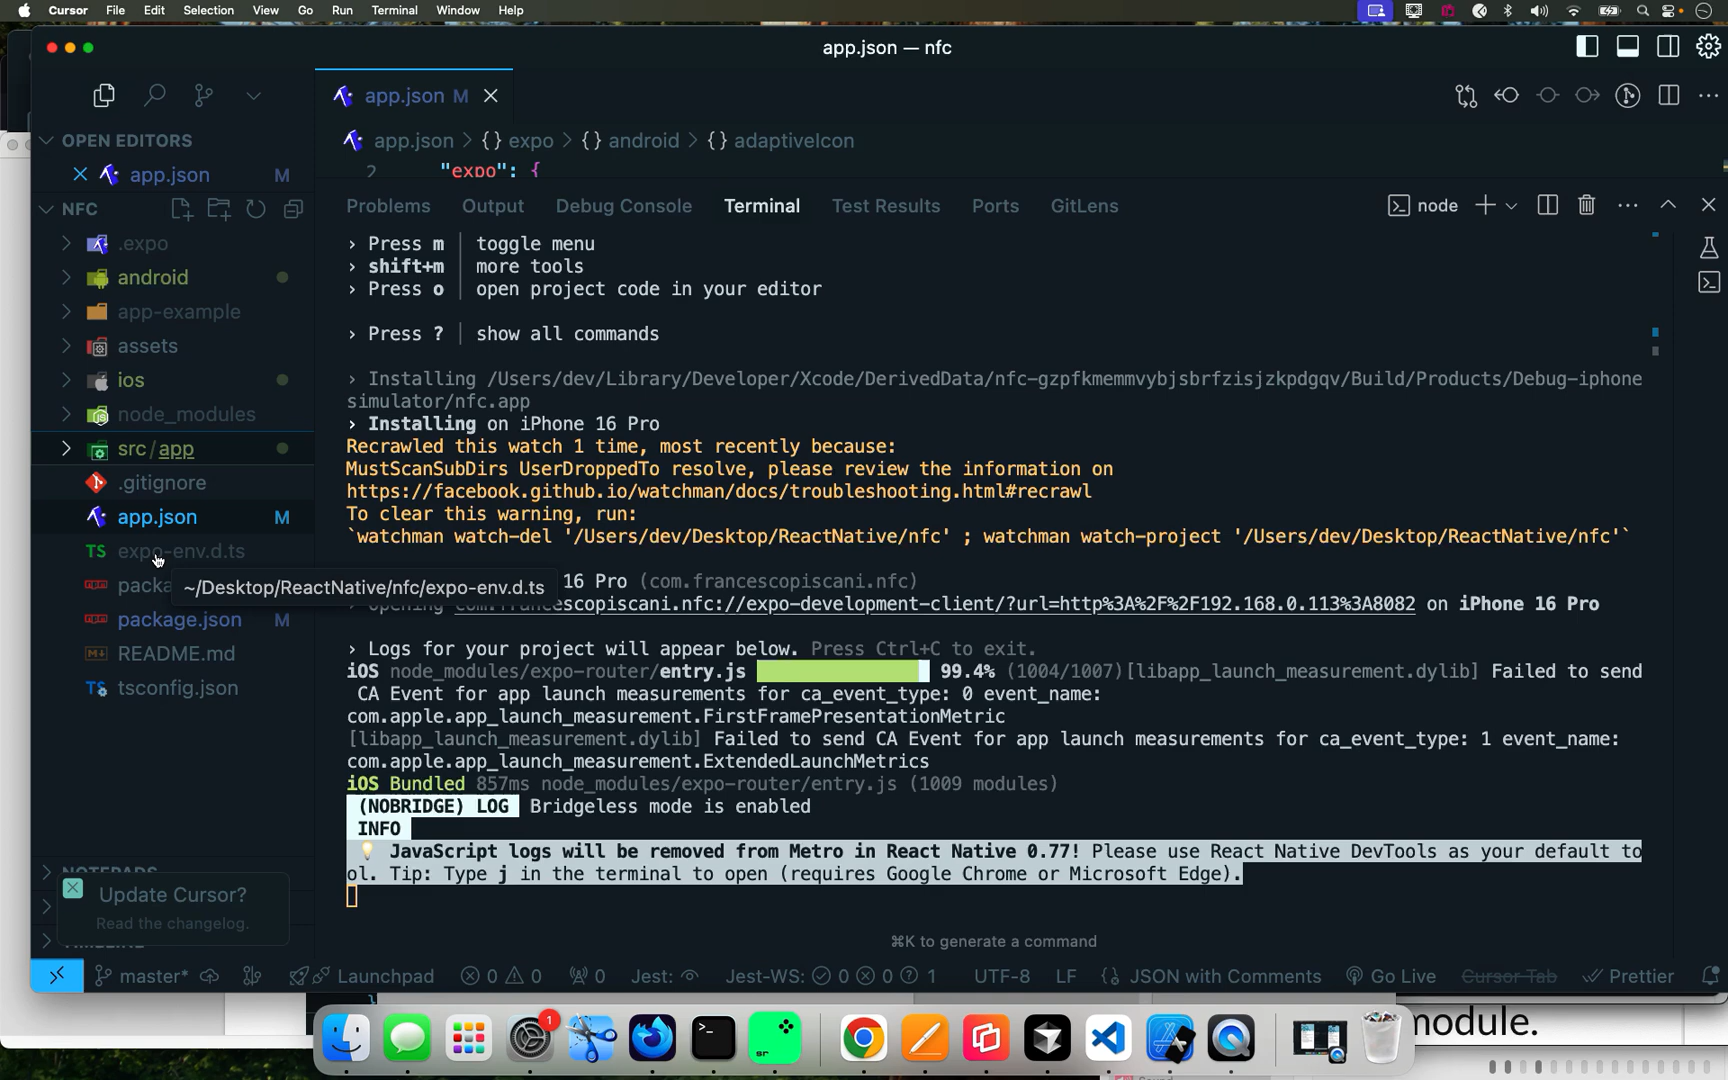 Cursor File Edit Selection View Go Run Terminal Window Help
app.json — nfc
app.json M
OPEN EDITORS
app.json M
NFC
.expo
android
app-example
assets
ios
node_modules
src/app
.gitignore
app.json M
TS expo-env.d.ts
packa
package.json M
README.md
TS tsconfig.json
~/Desktop/ReactNative/nfc/expo-env.d.ts
NOTEPADS
Update Cursor?
Read the changelog.
TIMELINE
app.json > {} expo > {} android > {} adaptiveIcon
2 "expo": {
Problems Output Debug Console Terminal Test Results Ports GitLens
node
› Press m │ toggle menu
› shift+m │ more tools
› Press o │ open project code in your editor
› Press ? │ show all commands
› Installing /Users/dev/Library/Developer/Xcode/DerivedData/nfc-gzpfkmemmvybjsbrfzisjzkpdgqv/Build/Products/Debug-iphone
simulator/nfc.app
› Installing on iPhone 16 Pro
Recrawled this watch 1 time, most recently because:
MustScanSubDirs UserDroppedTo resolve, please review the information on
https://facebook.github.io/watchman/docs/troubleshooting.html#recrawl
To clear this warning, run:
`watchman watch-del '/Users/dev/Desktop/ReactNative/nfc' ; watchman watch-project '/Users/dev/Desktop/ReactNative/nfc'`
16 Pro (com.francescopiscani.nfc)
› Opening com.francescopiscani.nfc://expo-development-client/?url=http%3A%2F%2F192.168.0.113%3A8082 on iPhone 16 Pro
› Logs for your project will appear below. Press Ctrl+C to exit.
iOS node_modules/expo-router/entry.js 99.4% (1004/1007)[libapp_launch_measurement.dylib] Failed to send
CA Event for app launch measurements for ca_event_type: 0 event_name:
com.apple.app_launch_measurement.FirstFramePresentationMetric
[libapp_launch_measurement.dylib] Failed to send CA Event for app launch measurements for ca_event_type: 1 event_name:
com.apple.app_launch_measurement.ExtendedLaunchMetrics
iOS Bundled 857ms node_modules/expo-router/entry.js (1009 modules)
(NOBRIDGE) LOG Bridgeless mode is enabled
INFO
💡 JavaScript logs will be removed from Metro in React Native 0.77! Please use React Native DevTools as your default to
ol. Tip: Type j in the terminal to open (requires Google Chrome or Microsoft Edge).
⌘K to generate a command
master* Launchpad 0 0 0 Jest: Jest-WS: 0 0 1 UTF-8 LF {} JSON with Comments Go Live Cursor Tab Prettier
}
1
sr
module.